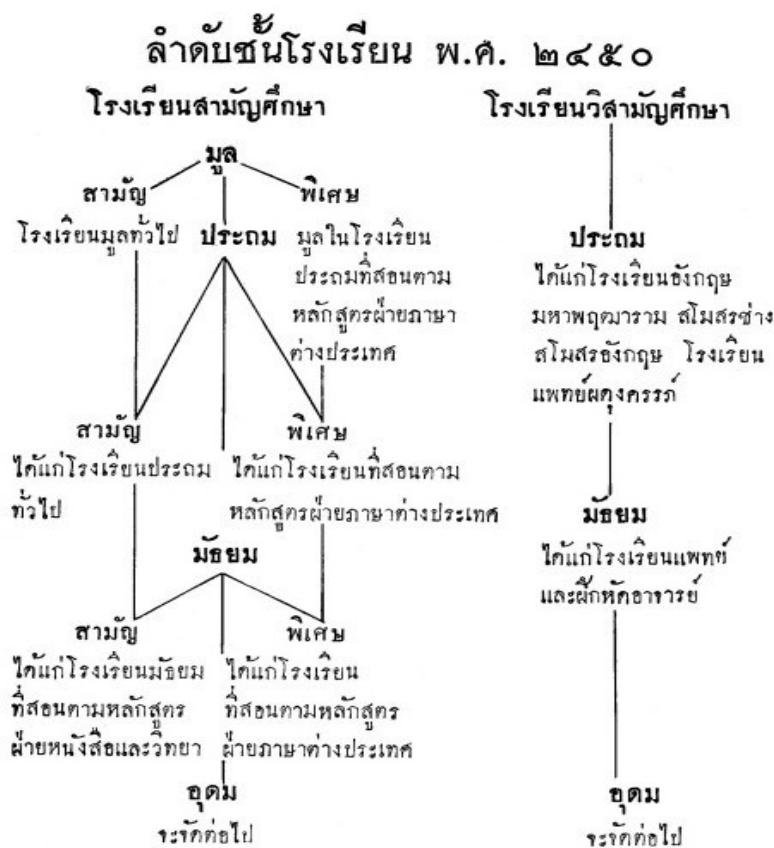 ลำดับชั้นโรงเรียน พ.ศ. ๒๔๕๐
โรงเรียนสามัญศึกษา
มูล
สามัญ
โรงเรียนมูลทั่วไป
พิเศษ
มูลในโรงเรียน
ประถมที่สอนตาม
หลักสูตรฝ่ายภาษา
ต่างประเทศ
ประถม
สามัญ
ได้แก่โรงเรียนประถม
ทั่วไป
พิเศษ
ได้แก่โรงเรียนที่สอนตาม
หลักสูตรฝ่ายภาษาต่างประเทศ
มัธยม
สามัญ
ได้แก่โรงเรียนมัธยม
ที่สอนตามหลักสูตร
ฝ่ายหนังสือและวิทยา
พิเศษ
ได้แก่โรงเรียน
ที่สอนตามหลักสูตร
ฝ่ายภาษาต่างประเทศ
อุดม
จะจัดต่อไป
โรงเรียนวิสามัญศึกษา
ประถม
ได้แก่โรงเรียนอังกฤษ
มหาพฤฒาราม สโมสรช่าง
สโมสรอังกฤษ โรงเรียน
แพทย์ผดุงครรภ์
มัธยม
ได้แก่โรงเรียนแพทย์
และฝึกหัดอาจารย์
อุดม
จะจัดต่อไป